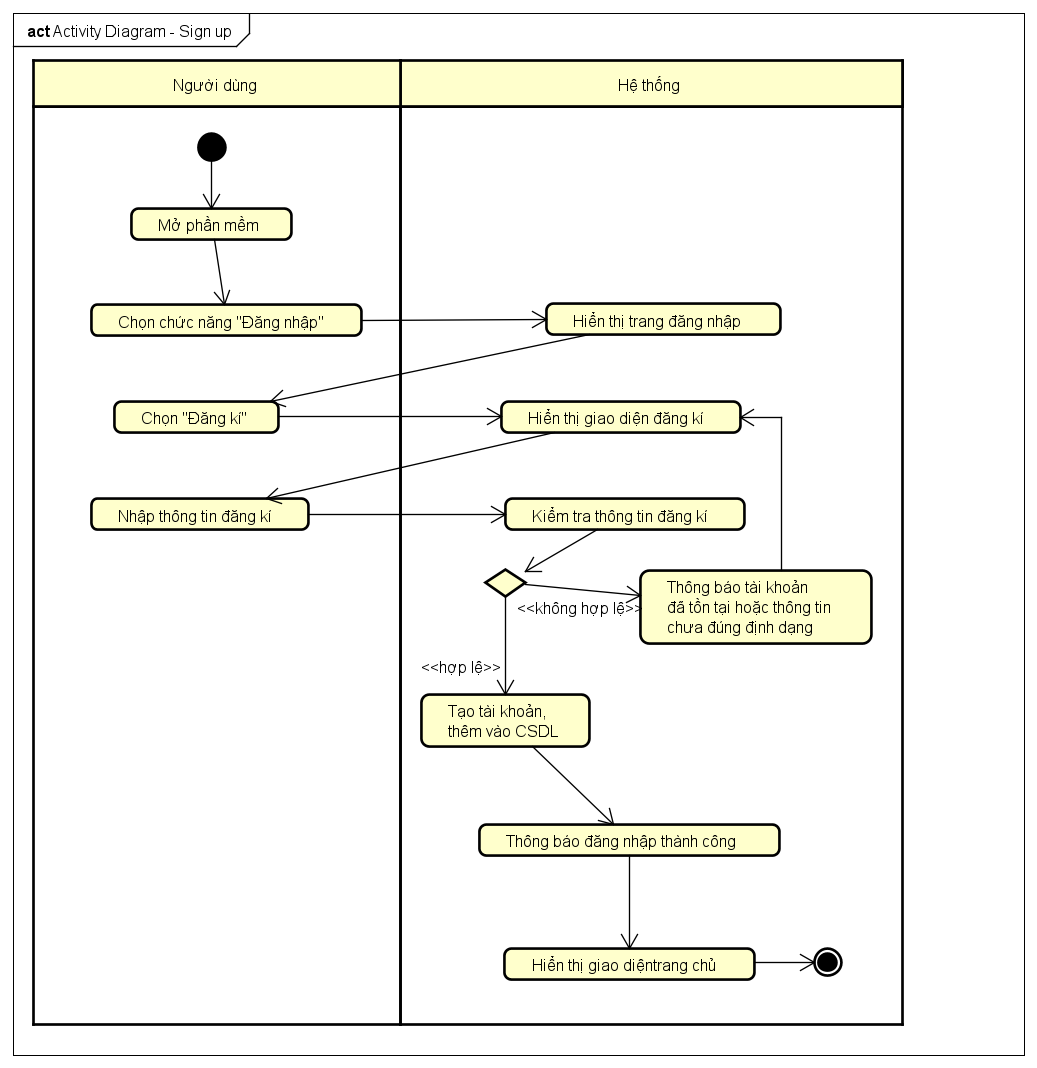 act Activity Diagram - Sign up
Người dùng
Hệ thống
Mở phần mềm
Chọn chức năng "Đăng nhập"
Hiển thị trang đăng nhập
Chọn "Đăng kí"
Hiển thị giao diện đăng kí
Nhập thông tin đăng kí
Kiểm tra thông tin đăng kí
<<không hợp lệ>>
Thông báo tài khoản
đã tồn tại hoặc thông tin
chưa đúng định dạng
<<hợp lệ>>
Tạo tài khoản,
thêm vào CSDL
Thông báo đăng nhập thành công
Hiển thị giao diệntrang chủ